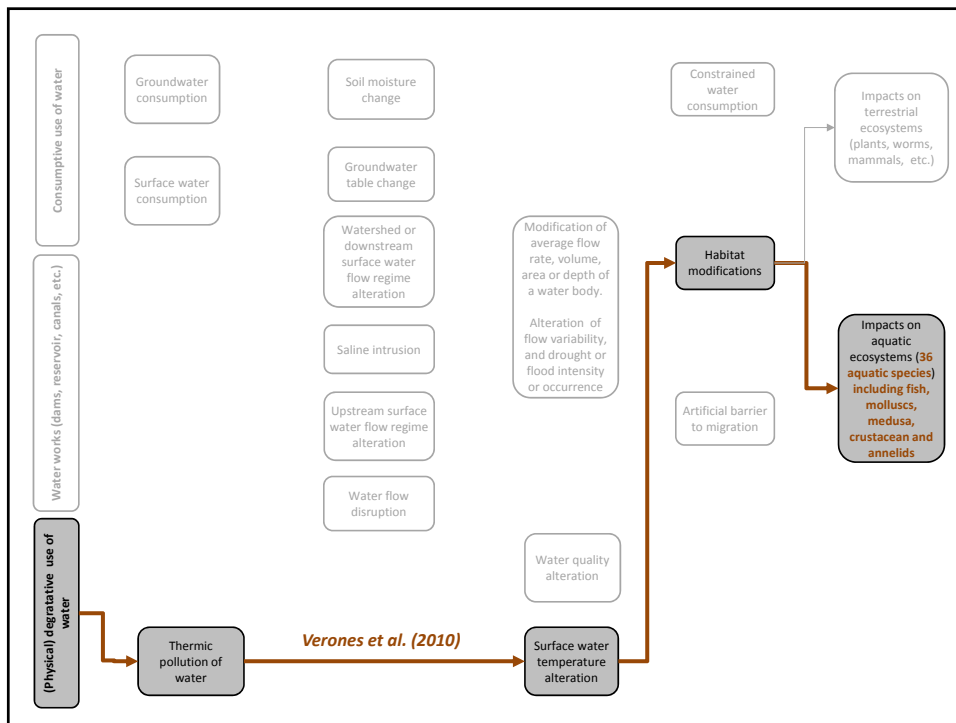 Consumptive use of water
Groundwater
consumption
Surface water
consumption
Soil moisture
change
Groundwater
table change
Watershed or
downstream
surface water
flow regime
alteration
Saline intrusion
Upstream surface
water flow regime
alteration
Water flow
disruption
Modification of
average flow
rate, volume,
area or depth of
a water body.
Alteration of
flow variability,
and drought or
flood intensity
or occurrence
Water quality
alteration
Constrained
water
consumption
Habitat
modifications
Artificial barrier
to migration
Impacts on
terrestrial
ecosystems
(plants, worms,
mammals, etc.)
Impacts on
aquatic
ecosystems (36
aquatic species)
including fish,
molluscs,
medusa,
crustacean and
annelids
Water works (dams, reservoir, canals, etc.)
(Physical) degratative use of
water
Thermic
pollution of
water
Verones et al. (2010)
Surface water
temperature
alteration